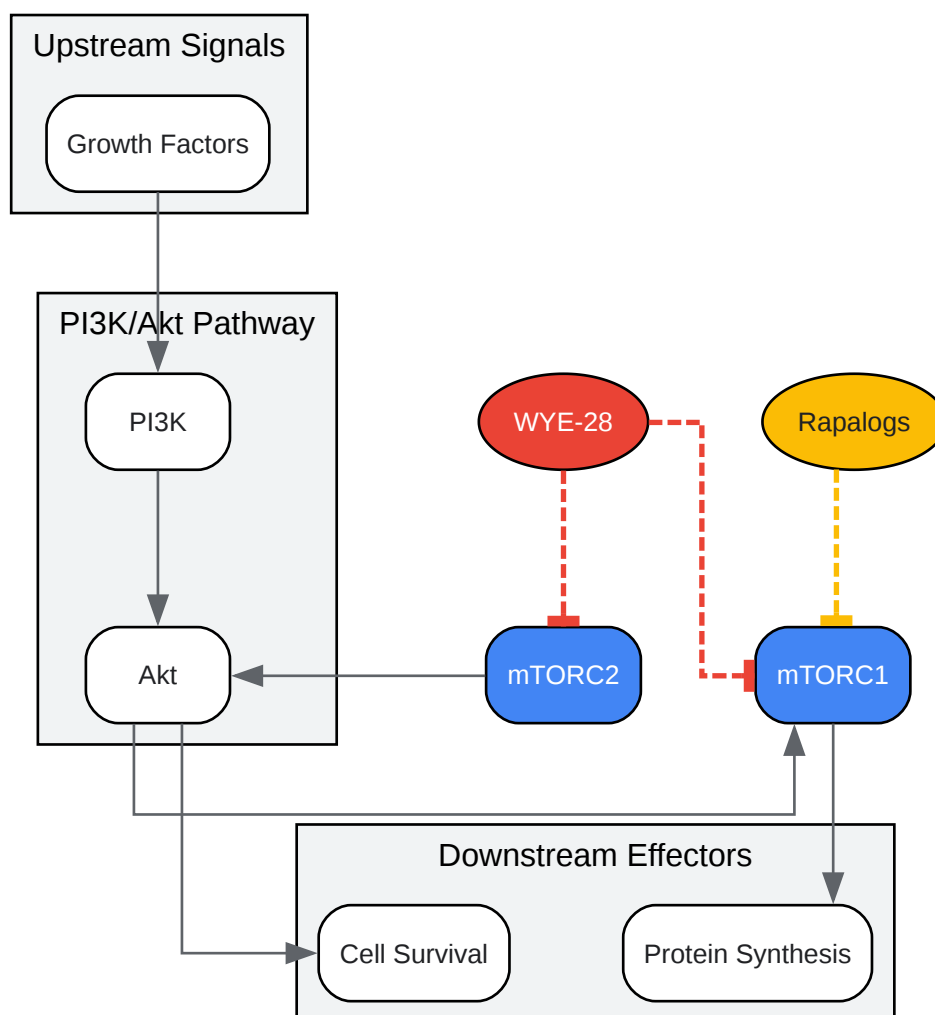 Upstream Signals
Growth Factors
PI3K/Akt Pathway
PI3K
WYE-28
Rapalogs
Akt
mTORC2
mTORC1
Downstream Effectors
Cell Survival
Protein Synthesis